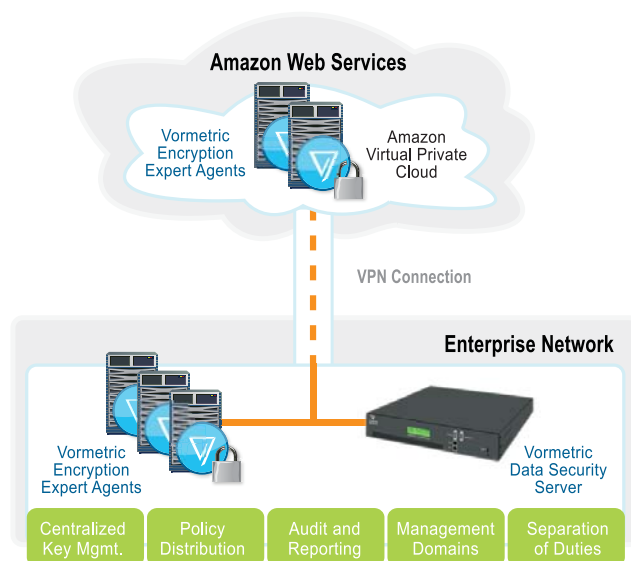 Amazon Web Services
Vormetric
Encryption
Expert Agents
Amazon
Virtual Private
Cloud
VPN Connection
Enterprise Network
Vormetric
Encryption
Expert Agents
Vormetric
Data Security
Server
Centralized
Key Mgmt.
Policy
Distribution
Audit and
Reporting
Management
Domains
Separation
of Duties